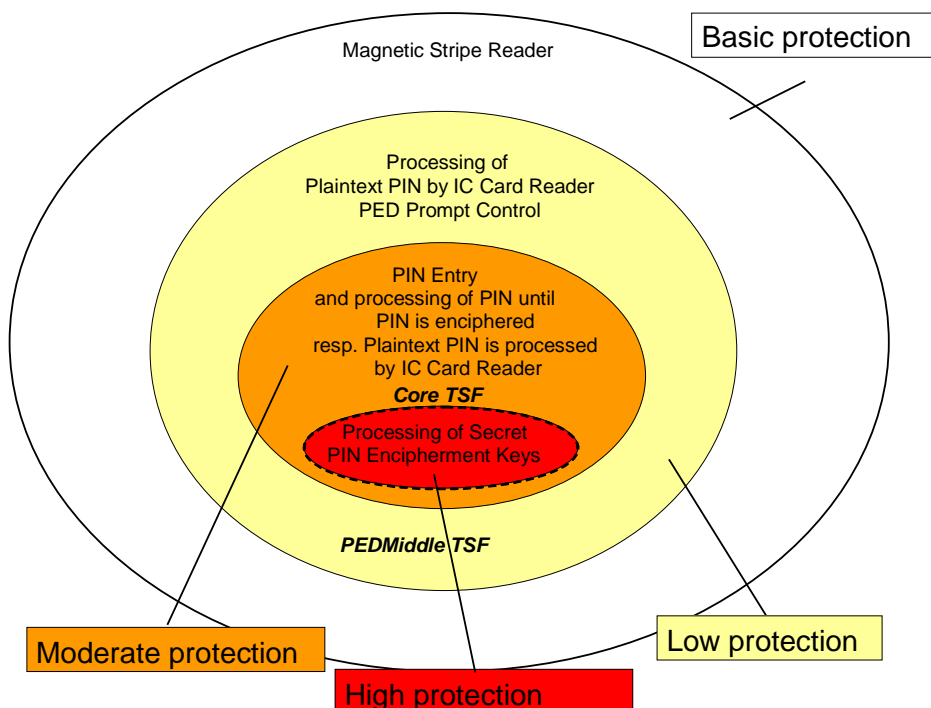 Basic protection
Magnetic Stripe Reader
Processing of
Plaintext PIN by IC Card Reader
PED Prompt Control
PIN Entry
and processing of PIN until
PIN is enciphered
resp. Plaintext PIN is processed
by IC Card Reader
Core TSF
Processing of Secret
PIN Encipherment Keys
PEDMiddle TSF
Moderate protection
Low protection
High protection